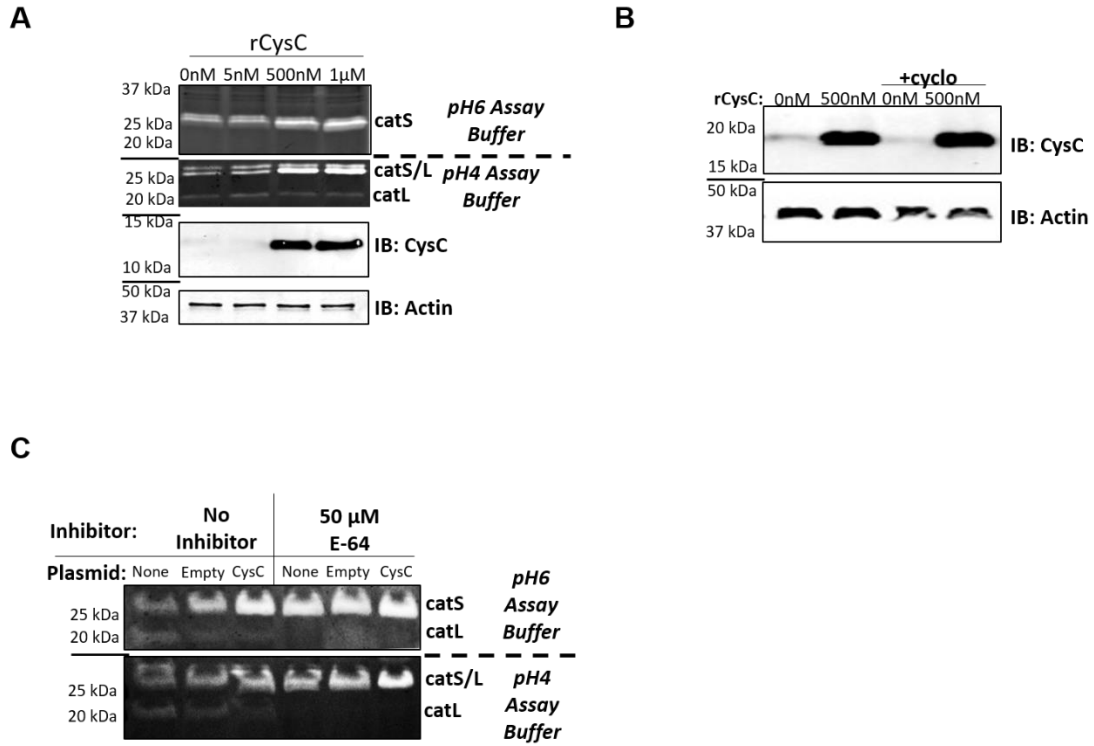 A
rCysC
0nM 5nM 500nM 1µM
37 kDa
25 kDa
20 kDa
catS
pH6 Assay
Buffer
25 kDa
20 kDa
catS/L
catL
pH4 Assay
Buffer
15 kDa
10 kDa
IB: CysC
50 kDa
37 kDa
IB: Actin
B
+cyclo
rCysC: 0nM 500nM 0nM 500nM
20 kDa
15 kDa
IB: CysC
50 kDa
37 kDa
IB: Actin
C
Inhibitor:
No
Inhibitor
50 µM
E-64
Plasmid: None Empty CysC None Empty CysC
25 kDa
20 kDa
catS
catL
pH6
Assay
Buffer
25 kDa
20 kDa
catS/L
catL
pH4
Assay
Buffer